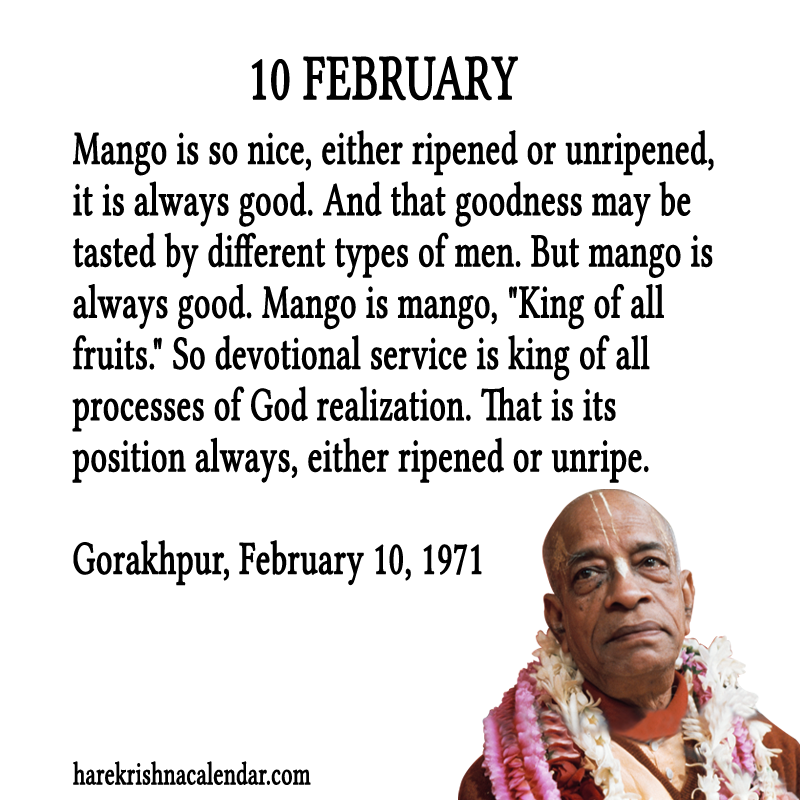 10 FEBRUARY
Mango is so nice, either ripened or unripened,
it is always good. And that goodness may be
tasted by different types of men. But mango is
always good. Mango is mango, "King of all
fruits." So devotional service is king of all
processes of God realization. That is its
position always, either ripened or unripe.
Gorakhpur, February 10, 1971
harekrishnacalendar.com